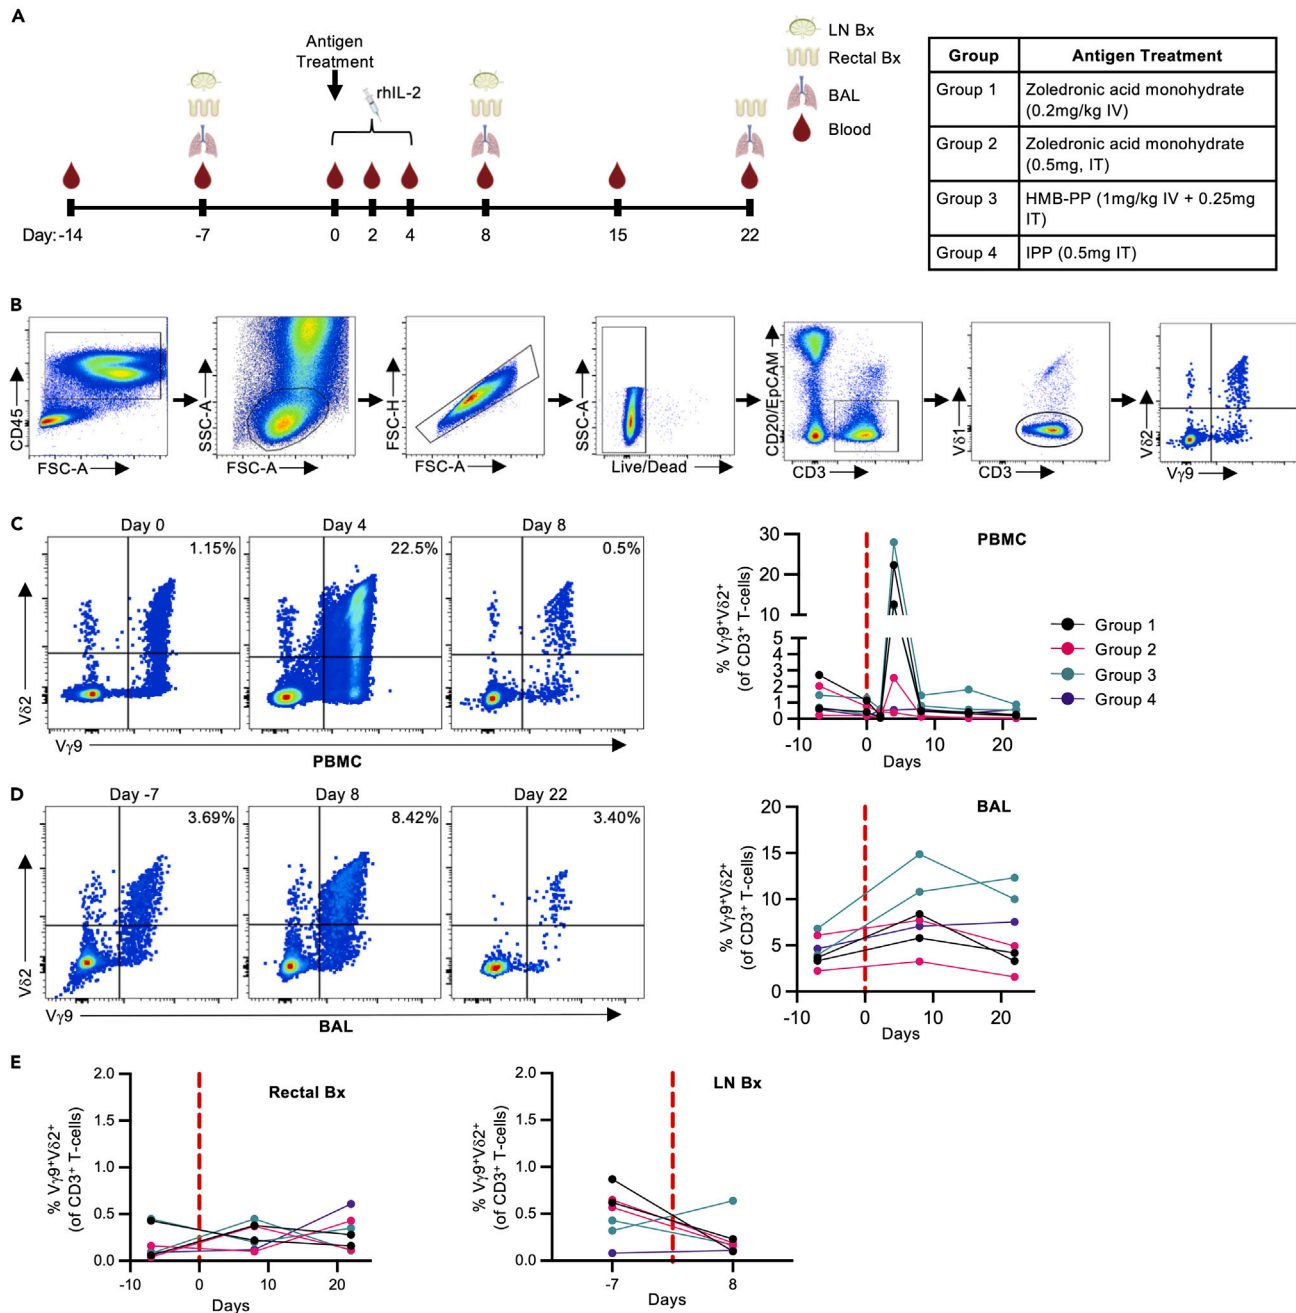 A
Antigen
Treatment
rhIL-2
LN Bx
Rectal Bx
BAL
Blood
Day:-14 -7 0 2 4 8 15 22
Group Antigen Treatment
Group 1 Zoledronic acid monohydrate
(0.2mg/kg IV)
Group 2 Zoledronic acid monohydrate
(0.5mg, IT)
Group 3 HMB-PP (1mg/kg IV + 0.25mg
IT)
Group 4 IPP (0.5mg IT)
B
CD45
FSC-A
SSC-A
FSC-A
FSC-H
FSC-A
SSC-A
Live/Dead
CD20/EpCAM
CD3
Vδ1
CD3
Vδ2
Vγ9
C
Day 0 Day 4 Day 8
1.15% 22.5% 0.5%
Vδ2
Vγ9
PBMC
PBMC
% Vγ9⁺Vδ2⁺
(of CD3⁺ T-cells)
30
20
10
5
4
3
2
1
0
-10 0 10 20
Days
Group 1
Group 2
Group 3
Group 4
D
Day -7 Day 8 Day 22
3.69% 8.42% 3.40%
Vδ2
Vγ9
BAL
BAL
% Vγ9⁺Vδ2⁺
(of CD3⁺ T-cells)
20
15
10
5
0
-10 0 10 20
Days
E
Rectal Bx
% Vγ9⁺Vδ2⁺
(of CD3⁺ T-cells)
2.0
1.5
1.0
0.5
0.0
-10 0 10 20
Days
LN Bx
% Vγ9⁺Vδ2⁺
(of CD3⁺ T-cells)
2.0
1.5
1.0
0.5
0.0
-7 8
Days